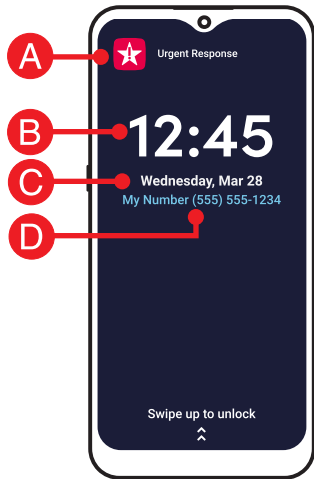 A
Urgent Response
B
12:45
C
Wednesday, Mar 28
My Number (555) 555-1234
D
Swipe up to unlock